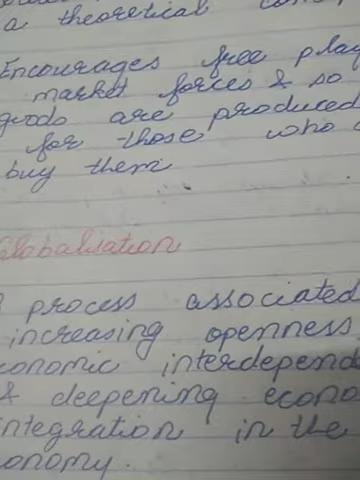 a theoretical
Encourages free play
market forces & so
goods are produced
for those who
buy them
Globalisation
process associated
increasing openness
economic interdepend
& deepening econo
integration in the
onomy.